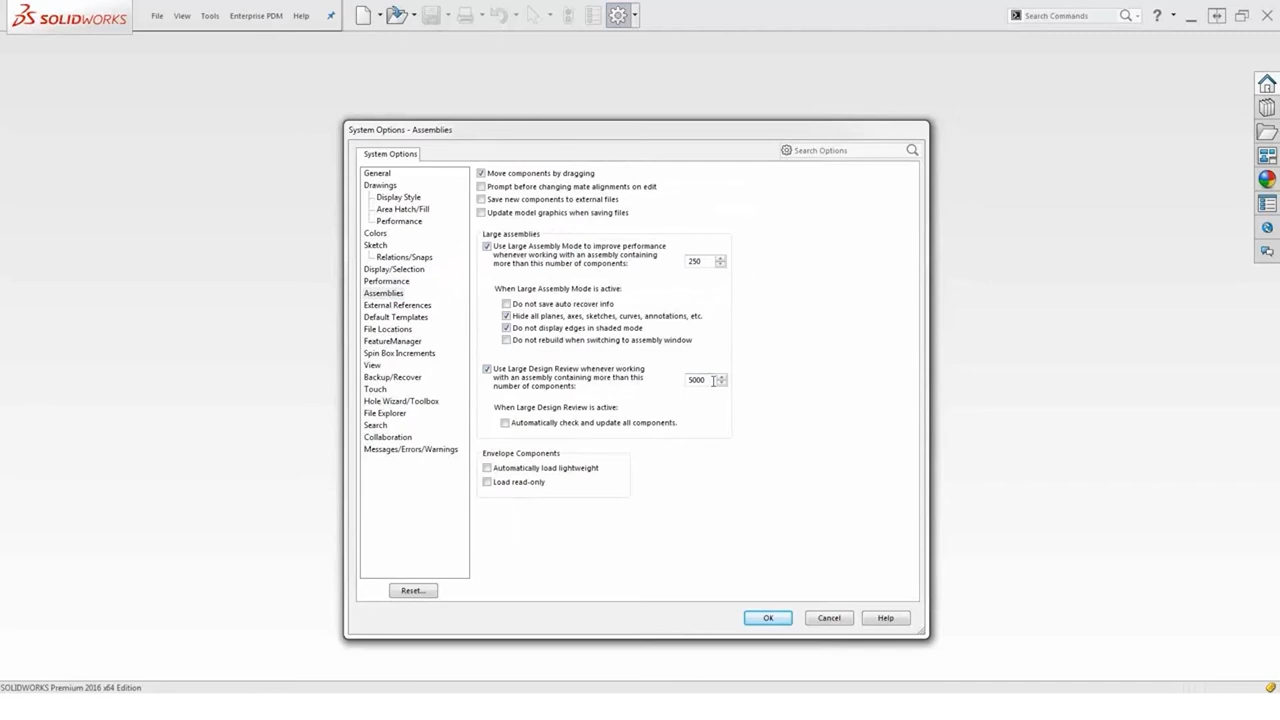 SOLIDWORKS File View Tools Enterprise PDM Help Search Commands ?
System Options - Assemblies
System Options Search Options
General
Drawings
Display Style
Area Hatch/Fill
Performance
Colors
Sketch
Relations/Snaps
Display/Selection
Performance
Assemblies
External References
Default Templates
File Locations
FeatureManager
Spin Box Increments
View
Backup/Recover
Touch
Hole Wizard/Toolbox
File Explorer
Search
Collaboration
Messages/Errors/Warnings
Reset...
Move components by dragging
Prompt before changing mate alignments on edit
Save new components to external files
Update model graphics when saving files
Large assemblies
Use Large Assembly Mode to improve performance
whenever working with an assembly containing
more than this number of components:
250
When Large Assembly Mode is active:
Do not save auto recover info
Hide all planes, axes, sketches, curves, annotations, etc.
Do not display edges in shaded mode
Do not rebuild when switching to assembly window
Use Large Design Review whenever working
with an assembly containing more than this
number of components:
5000
When Large Design Review is active:
Automatically check and update all components.
Envelope Components
Automatically load lightweight
Load read-only
OK Cancel Help
SOLIDWORKS Premium 2016 x64 Edition